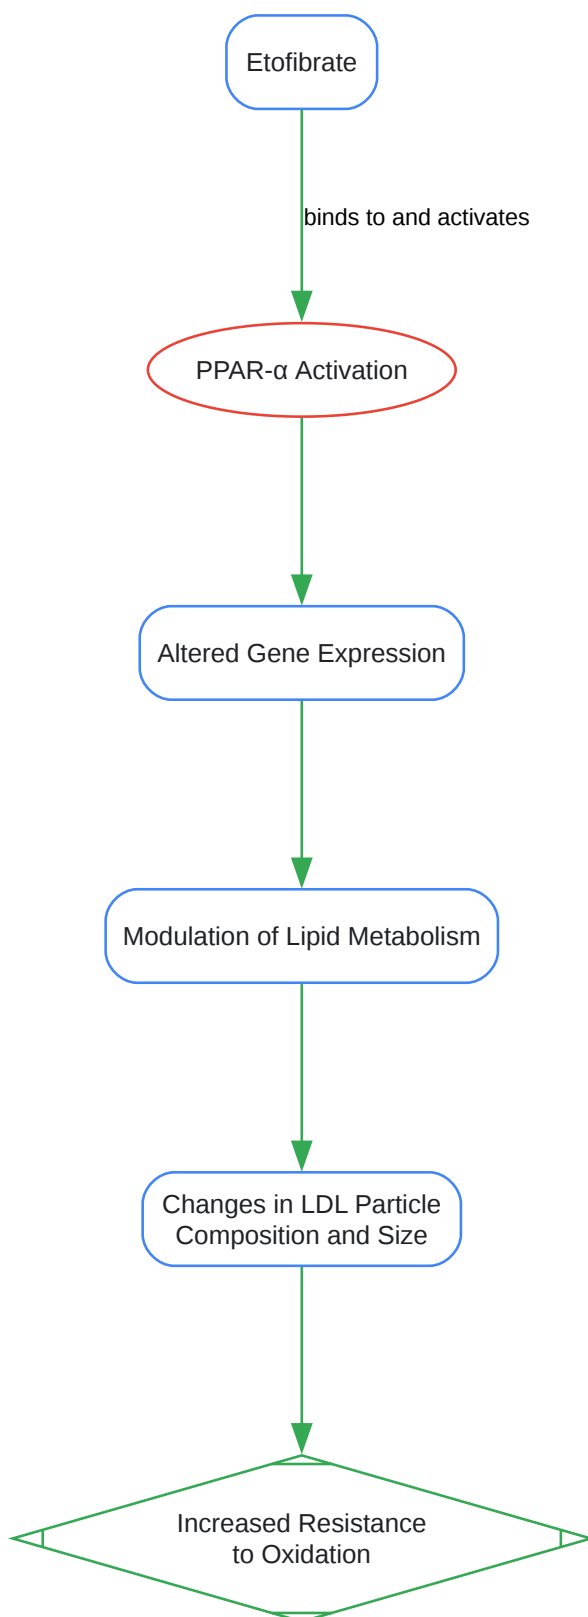 Etofibrate
binds to and activates
PPAR-α Activation
Altered Gene Expression
Modulation of Lipid Metabolism
Changes in LDL Particle
Composition and Size
Increased Resistance
to Oxidation